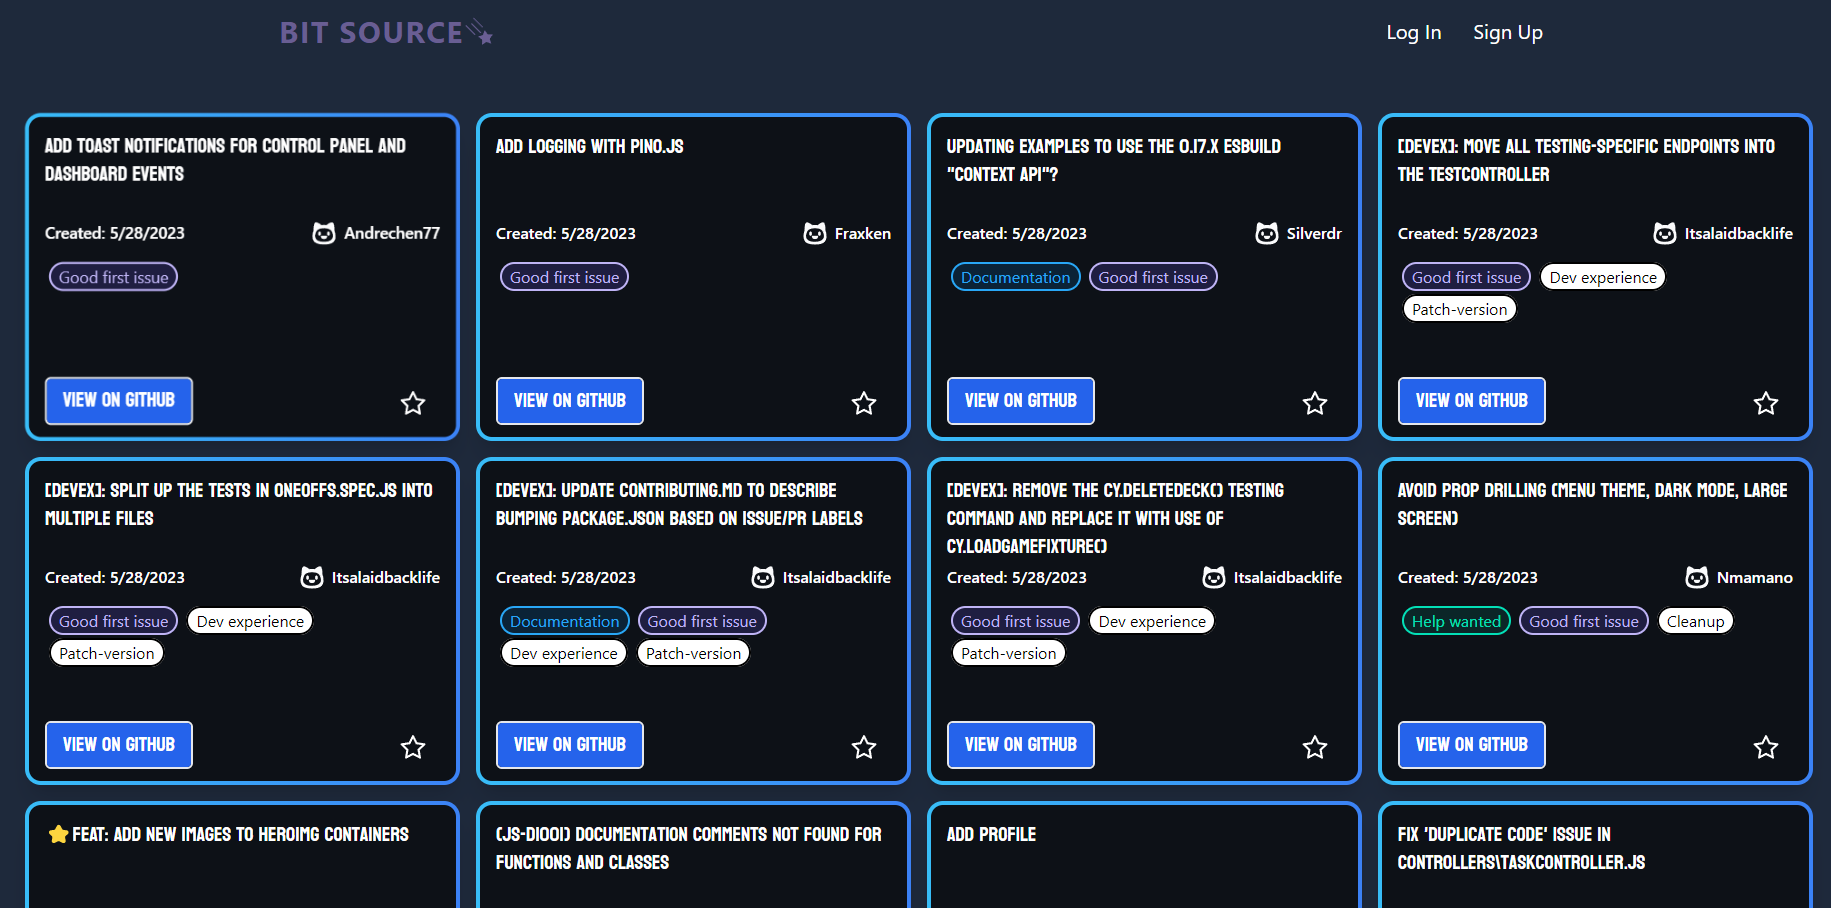 BIT SOURCE
Log In
Sign Up
ADD TOAST NOTIFICATIONS FOR CONTROL PANEL AND
DASHBOARD EVENTS
Created: 5/28/2023
Andrechen77
Good first issue
VIEW ON GITHUB
ADD LOGGING WITH PINO.JS
Created: 5/28/2023
Fraxken
Good first issue
VIEW ON GITHUB
UPDATING EXAMPLES TO USE THE 0.17.X ESBUILD
"CONTEXT API"?
Created: 5/28/2023
Silverdr
Documentation
Good first issue
VIEW ON GITHUB
[DEVEX]: MOVE ALL TESTING-SPECIFIC ENDPOINTS INTO
THE TESTCONTROLLER
Created: 5/28/2023
Itsalaidbacklife
Good first issue
Dev experience
Patch-version
VIEW ON GITHUB
[DEVEX]: SPLIT UP THE TESTS IN ONEOFFS.SPEC.JS INTO
MULTIPLE FILES
Created: 5/28/2023
Itsalaidbacklife
Good first issue
Dev experience
Patch-version
VIEW ON GITHUB
[DEVEX]: UPDATE CONTRIBUTING.MD TO DESCRIBE
BUMPING PACKAGE.JSON BASED ON ISSUE/PR LABELS
Created: 5/28/2023
Itsalaidbacklife
Documentation
Good first issue
Dev experience
Patch-version
VIEW ON GITHUB
[DEVEX]: REMOVE THE CY.DELETEDECK() TESTING
COMMAND AND REPLACE IT WITH USE OF
CY.LOADGAMEFIXTURE()
Created: 5/28/2023
Itsalaidbacklife
Good first issue
Dev experience
Patch-version
VIEW ON GITHUB
AVOID PROP DRILLING (MENU THEME, DARK MODE, LARGE
SCREEN)
Created: 5/28/2023
Nmamano
Help wanted
Good first issue
Cleanup
VIEW ON GITHUB
⭐FEAT: ADD NEW IMAGES TO HEROIMG CONTAINERS
(JS-D1001) DOCUMENTATION COMMENTS NOT FOUND FOR
FUNCTIONS AND CLASSES
ADD PROFILE
FIX 'DUPLICATE CODE' ISSUE IN
CONTROLLERS\TASKCONTROLLER.JS